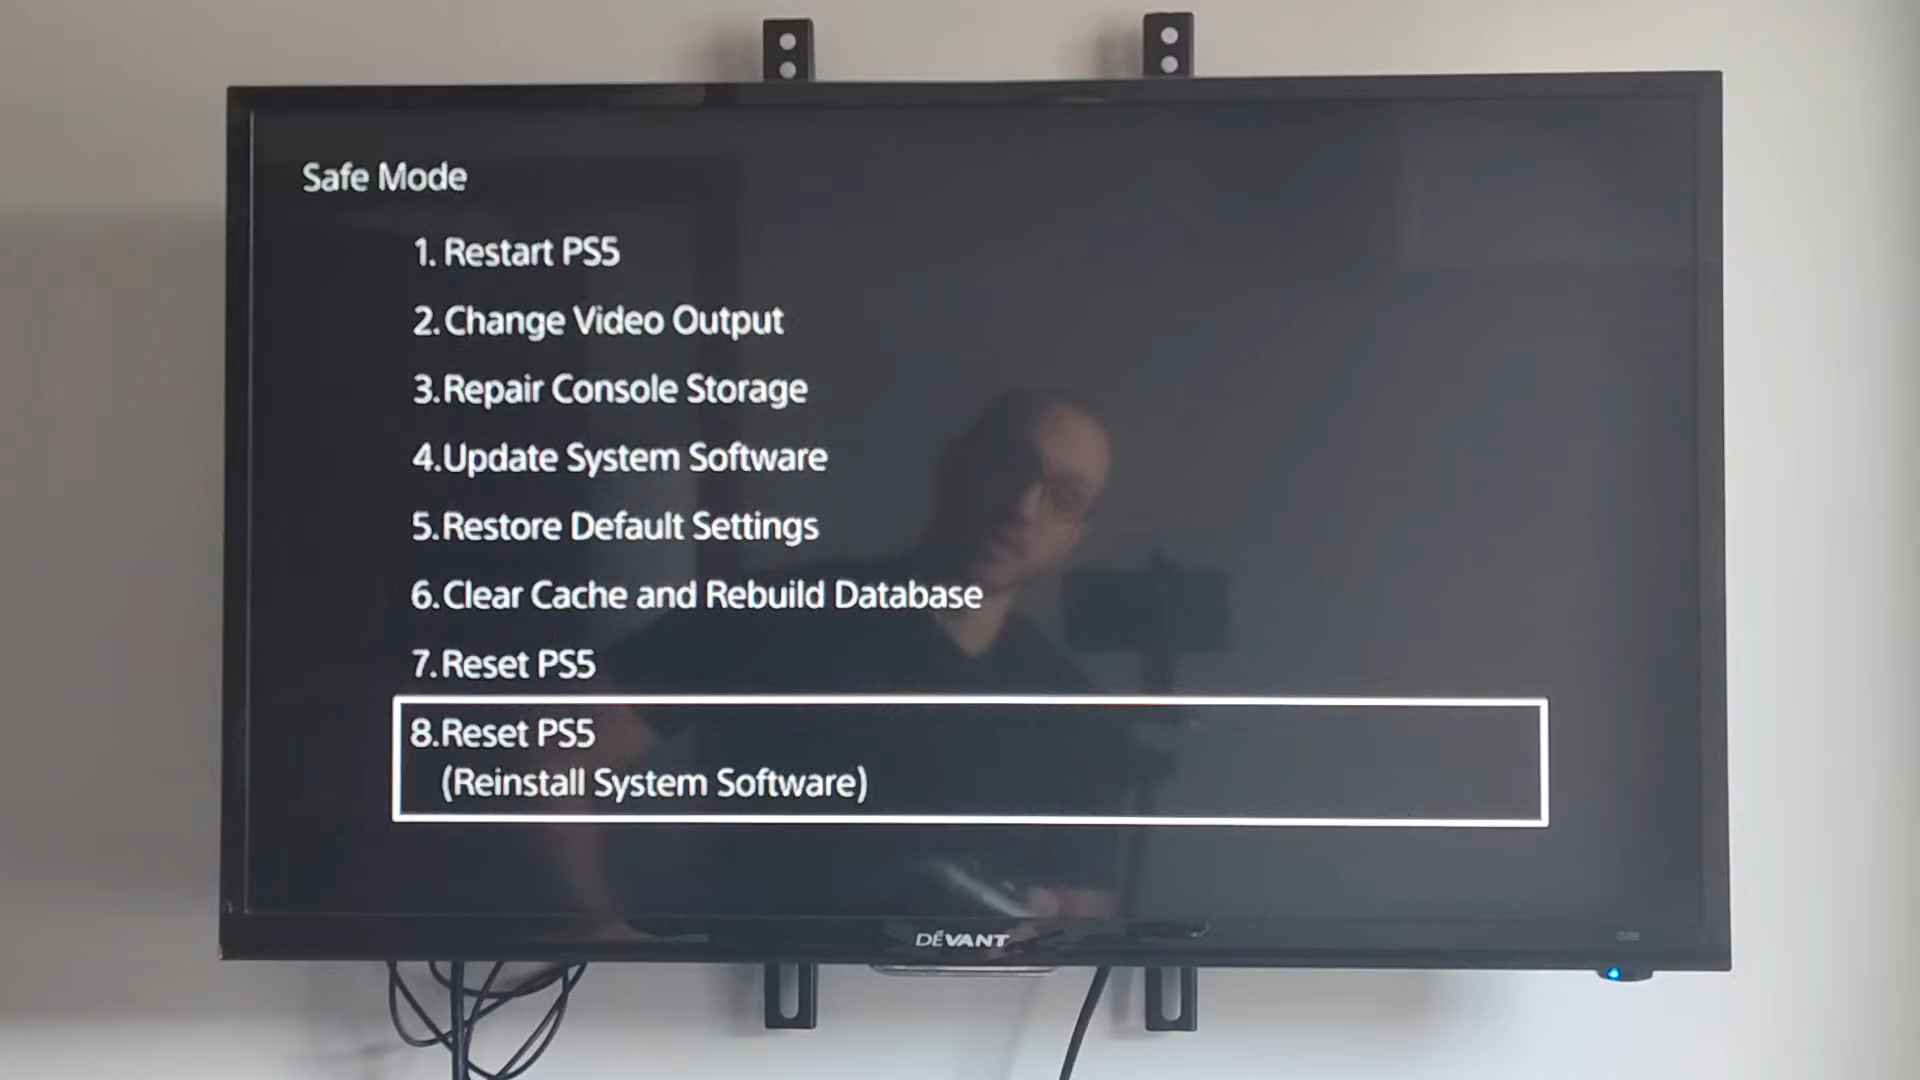 Safe Mode
1. Restart PS5
2. Change Video Output
3. Repair Console Storage
4. Update System Software
5. Restore Default Settings
6. Clear Cache and Rebuild Database
7. Reset PS5
8. Reset PS5
(Reinstall System Software)
DĒVANT